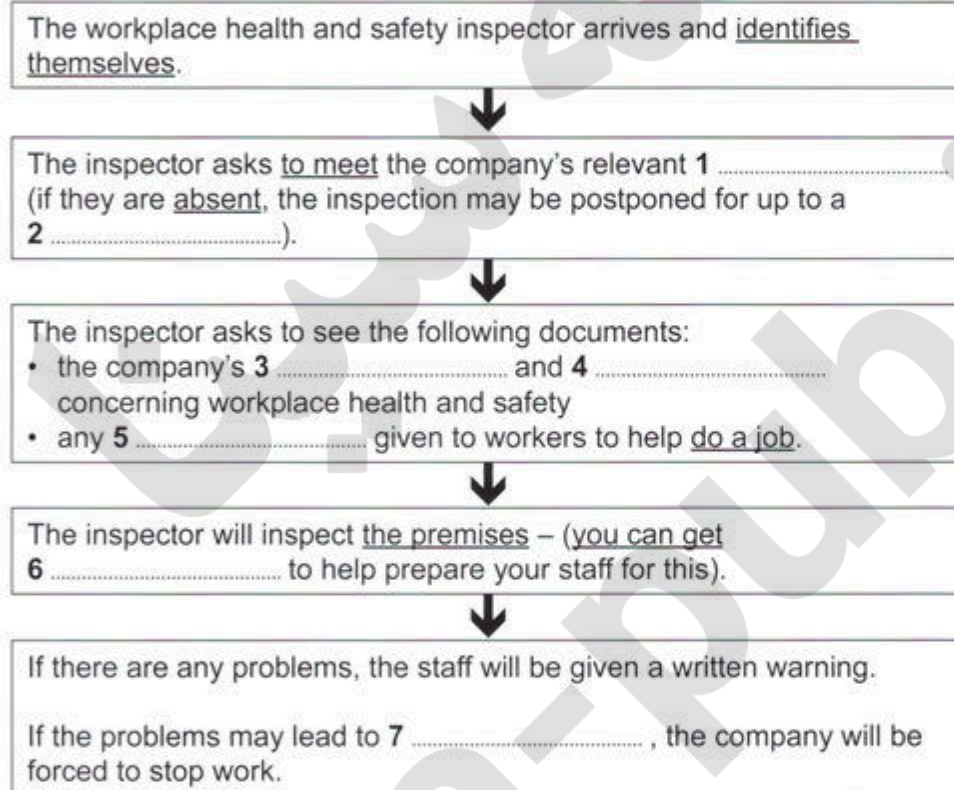 The workplace health and safety inspector arrives and identifies
themselves.
The inspector asks to meet the company's relevant 1 ..............................
(if they are absent, the inspection may be postponed for up to a
2 ..............................).
The inspector asks to see the following documents:
• the company's 3 .............................. and 4 ..............................
concerning workplace health and safety
• any 5 .............................. given to workers to help do a job.
The inspector will inspect the premises – (you can get
6 .............................. to help prepare your staff for this).
If there are any problems, the staff will be given a written warning.
If the problems may lead to 7 .............................. , the company will be
forced to stop work.